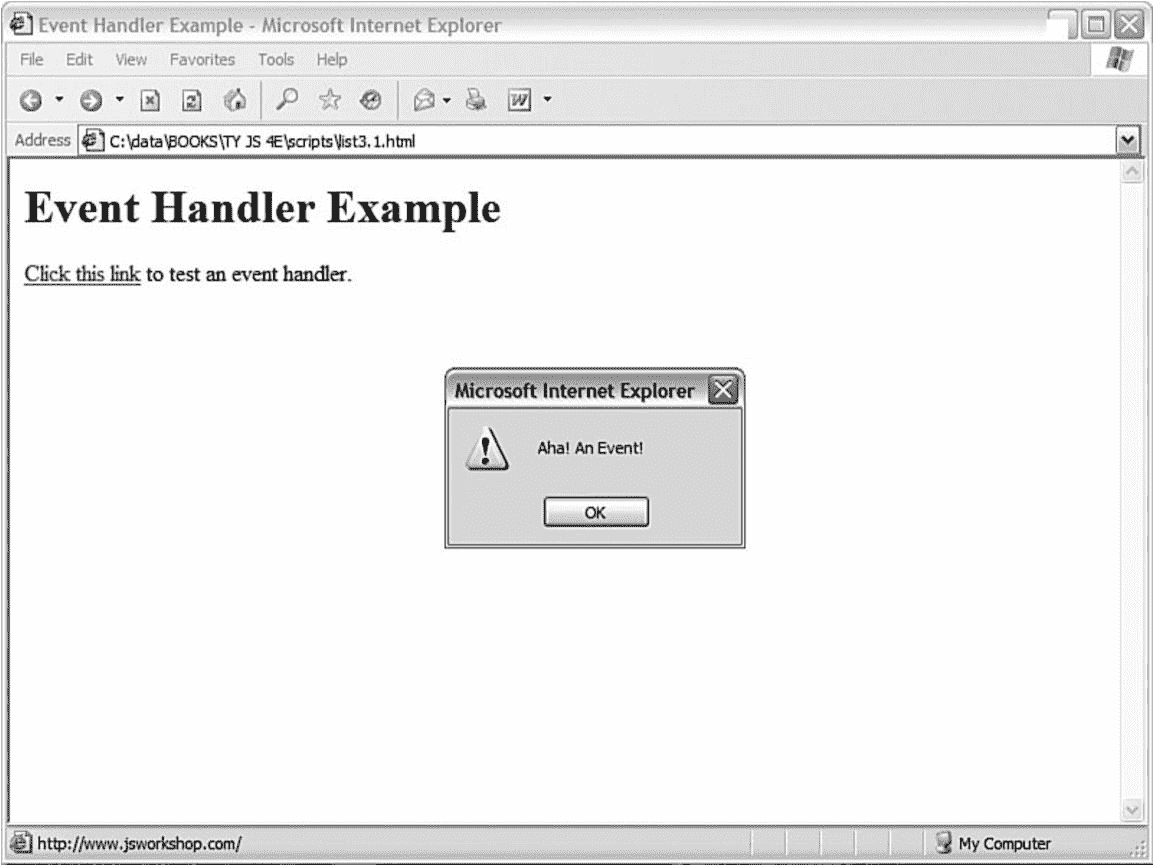 Event Handler Example - Microsoft Internet Explorer
File Edit View Favorites Tools Help
Address C:\data\BOOKS\TY JS 4E\scripts\list3.1.html
Event Handler Example
Click this link to test an event handler.
Microsoft Internet Explorer
Aha! An Event!
OK
http://www.jsworkshop.com/ My Computer